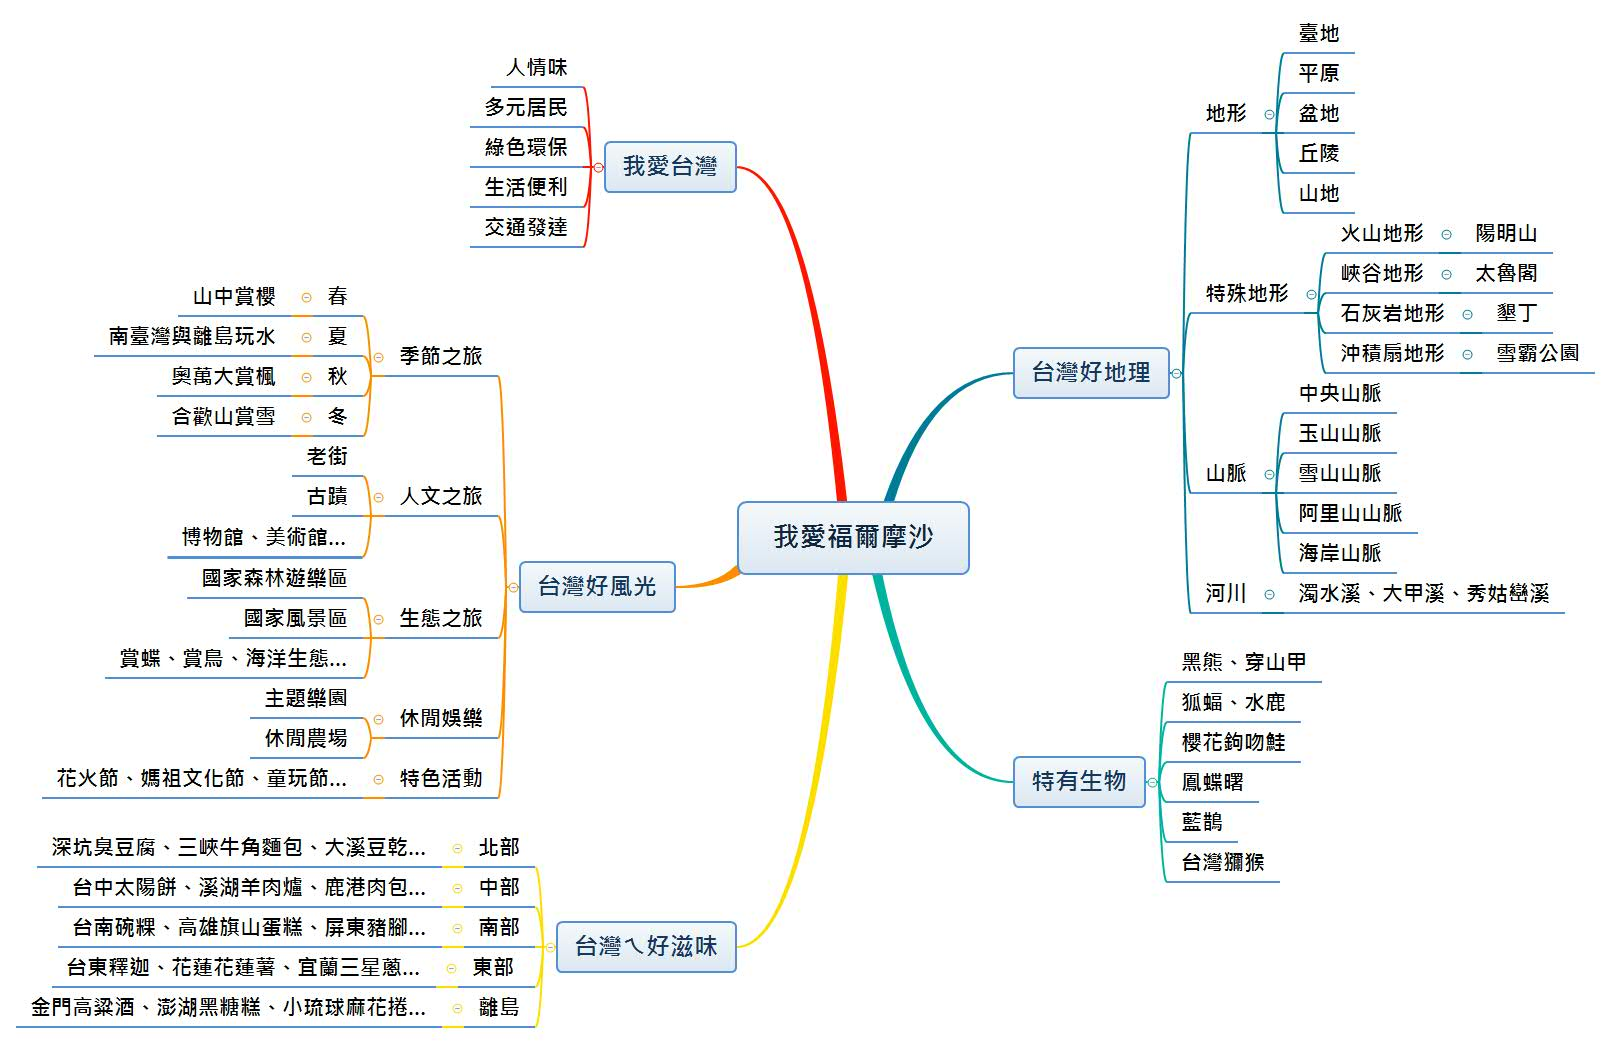 我愛福爾摩沙
我愛台灣
人情味
多元居民
綠色環保
生活便利
交通發達
台灣好風光
季節之旅
春
山中賞櫻
夏
南臺灣與離島玩水
秋
奧萬大賞楓
冬
合歡山賞雪
人文之旅
老街
古蹟
博物館、美術館...
生態之旅
國家森林遊樂區
國家風景區
賞蝶、賞鳥、海洋生態...
休閒娛樂
主題樂園
休閒農場
特色活動
花火節、媽祖文化節、童玩節...
台灣ㄟ好滋味
北部
深坑臭豆腐、三峽牛角麵包、大溪豆乾...
中部
台中太陽餅、溪湖羊肉爐、鹿港肉包...
南部
台南碗粿、高雄旗山蛋糕、屏東豬腳...
東部
台東釋迦、花蓮花蓮薯、宜蘭三星蔥...
離島
金門高粱酒、澎湖黑糖糕、小琉球麻花捲...
台灣好地理
地形
臺地
平原
盆地
丘陵
山地
特殊地形
火山地形
陽明山
峽谷地形
太魯閣
石灰岩地形
墾丁
沖積扇地形
雪霸公園
山脈
中央山脈
玉山山脈
雪山山脈
阿里山山脈
海岸山脈
河川
濁水溪、大甲溪、秀姑巒溪
特有生物
黑熊、穿山甲
狐蝠、水鹿
櫻花鉤吻鮭
鳳蝶曙
藍鵲
台灣獼猴